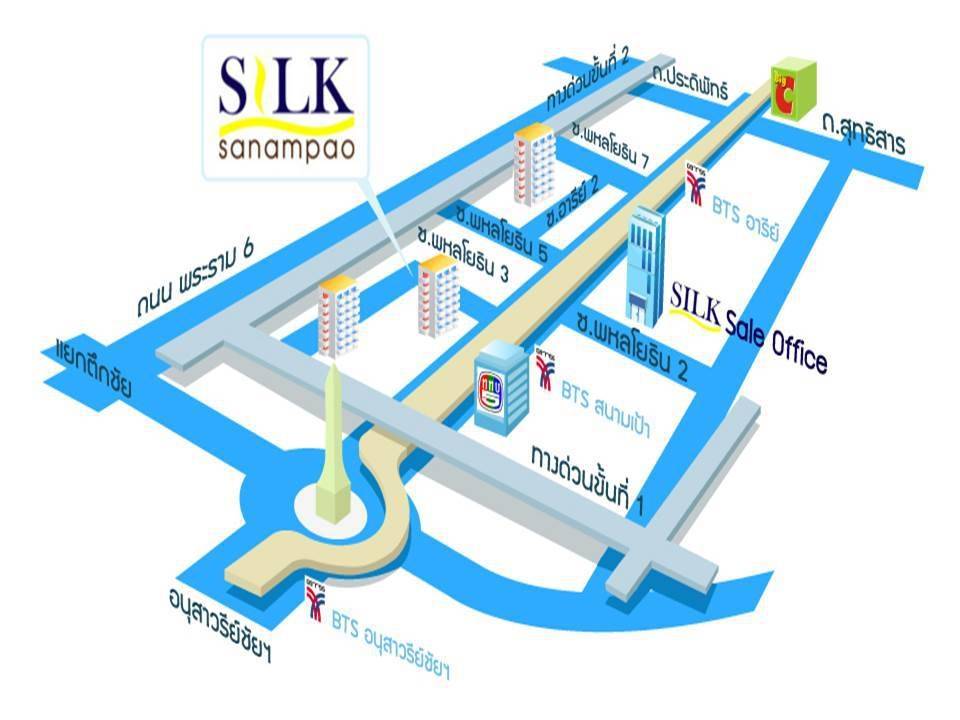 SiLK
sanampao
ทางด่วนขั้นที่ 2
ถ.ประดิพัทธ์
Big
C
ถ.สุทธิสาร
ซ.พหลโยธิน 7
ซ.อารีย์ 2
BTS อารีย์
ซ.พหลโยธิน 5
ซ.พหลโยธิน 3
ถนน พระราม 6
SILK Sale Office
ซ.พหลโยธิน 2
แยกตึกชัย
BTS สนามเป้า
ทางด่วนขั้นที่ 1
อนุสาวรีย์ชัยฯ
BTS อนุสาวรีย์ชัยฯ